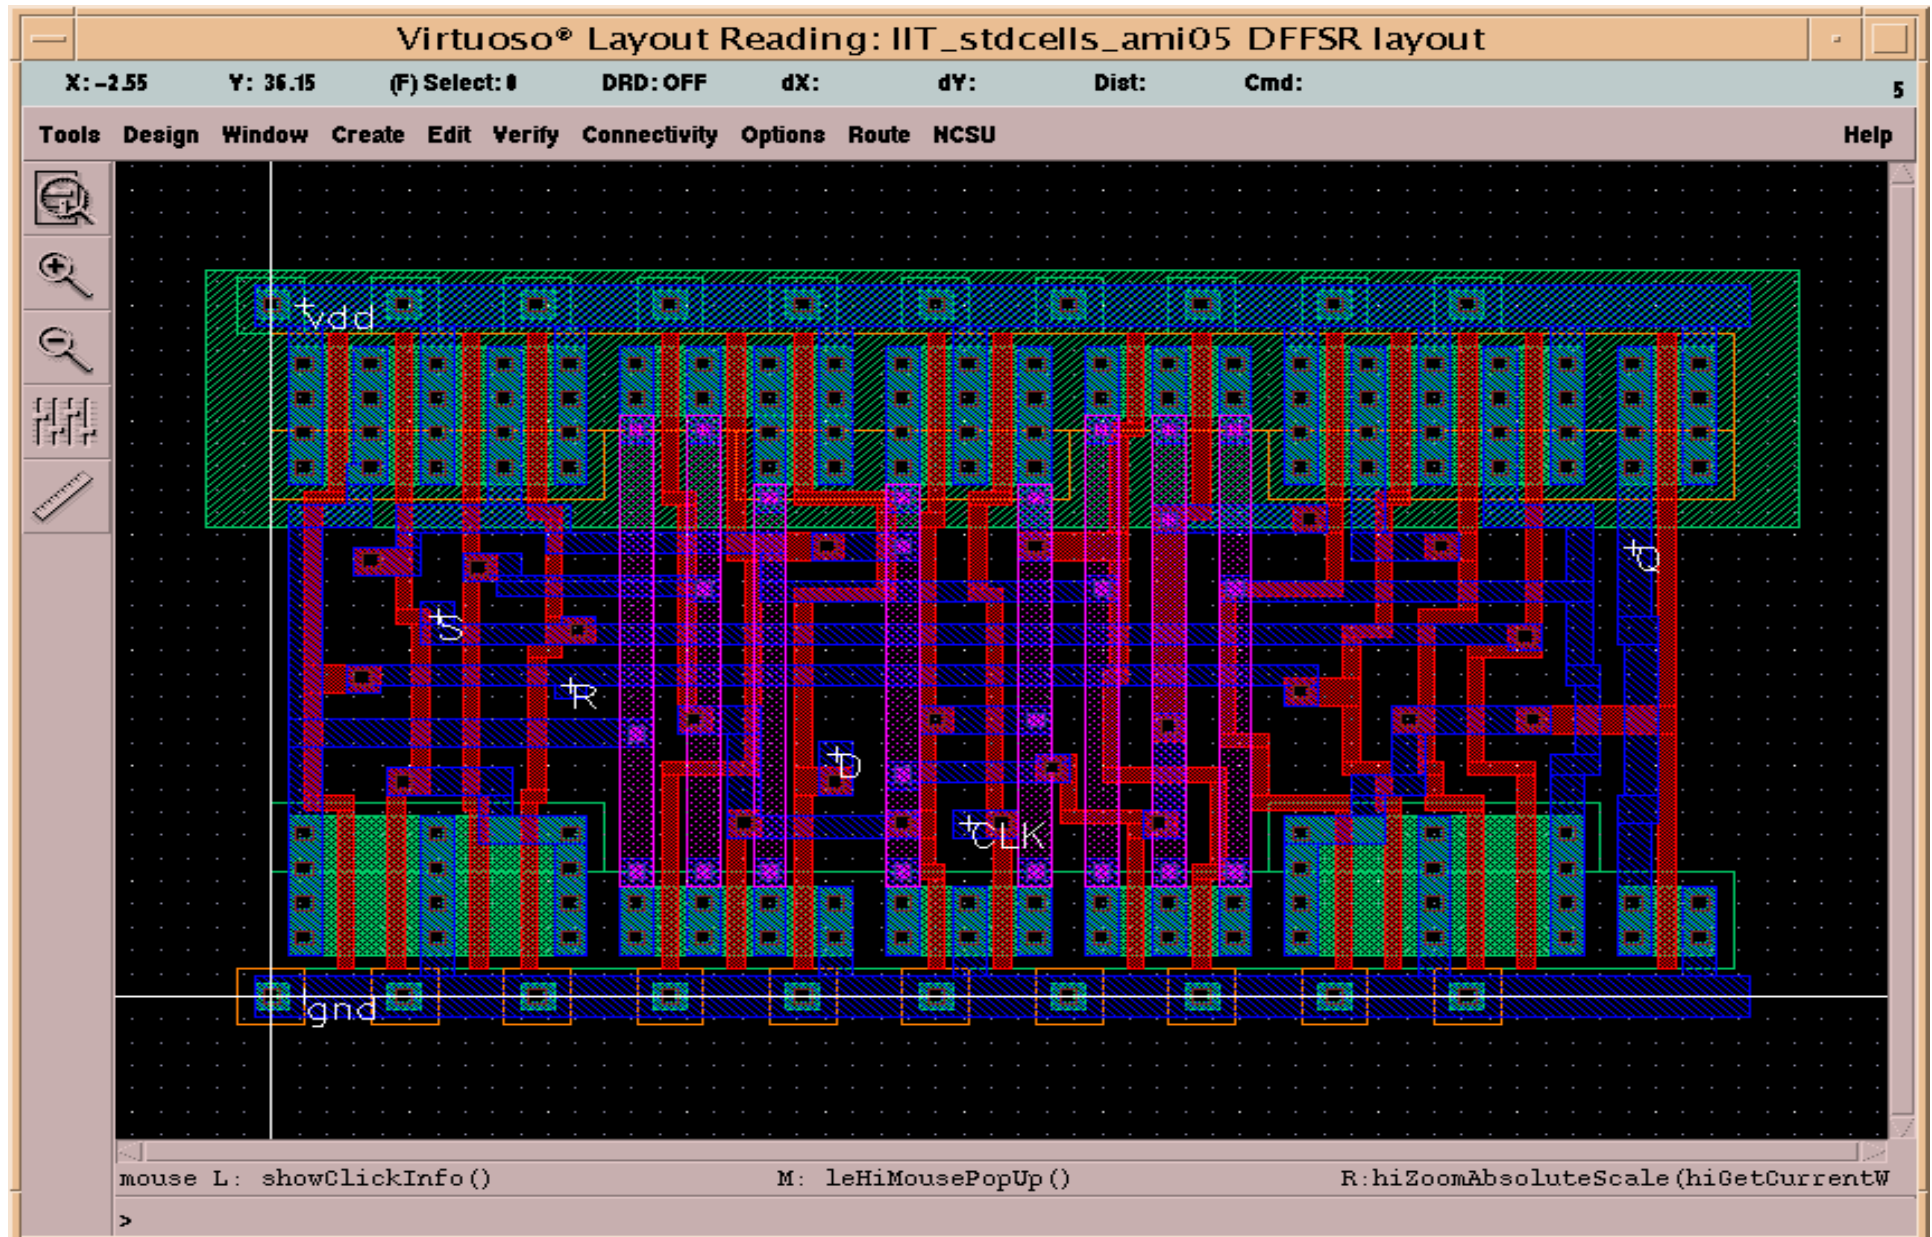 Virtuoso® Layout Reading: IIT_stdcells_ami05 DFFSR layout
X: -2.55 Y: 36.15 (F) Select: 0 DRD: OFF dX: dY: Dist: Cmd: 5
Tools Design Window Create Edit Verify Connectivity Options Route NCSU Help
vdd
Q
S
R
D
CLK
gnd
mouse L: showClickInfo() M: leHiMousePopUp() R:hiZoomAbsoluteScale(hiGetCurrentW
>